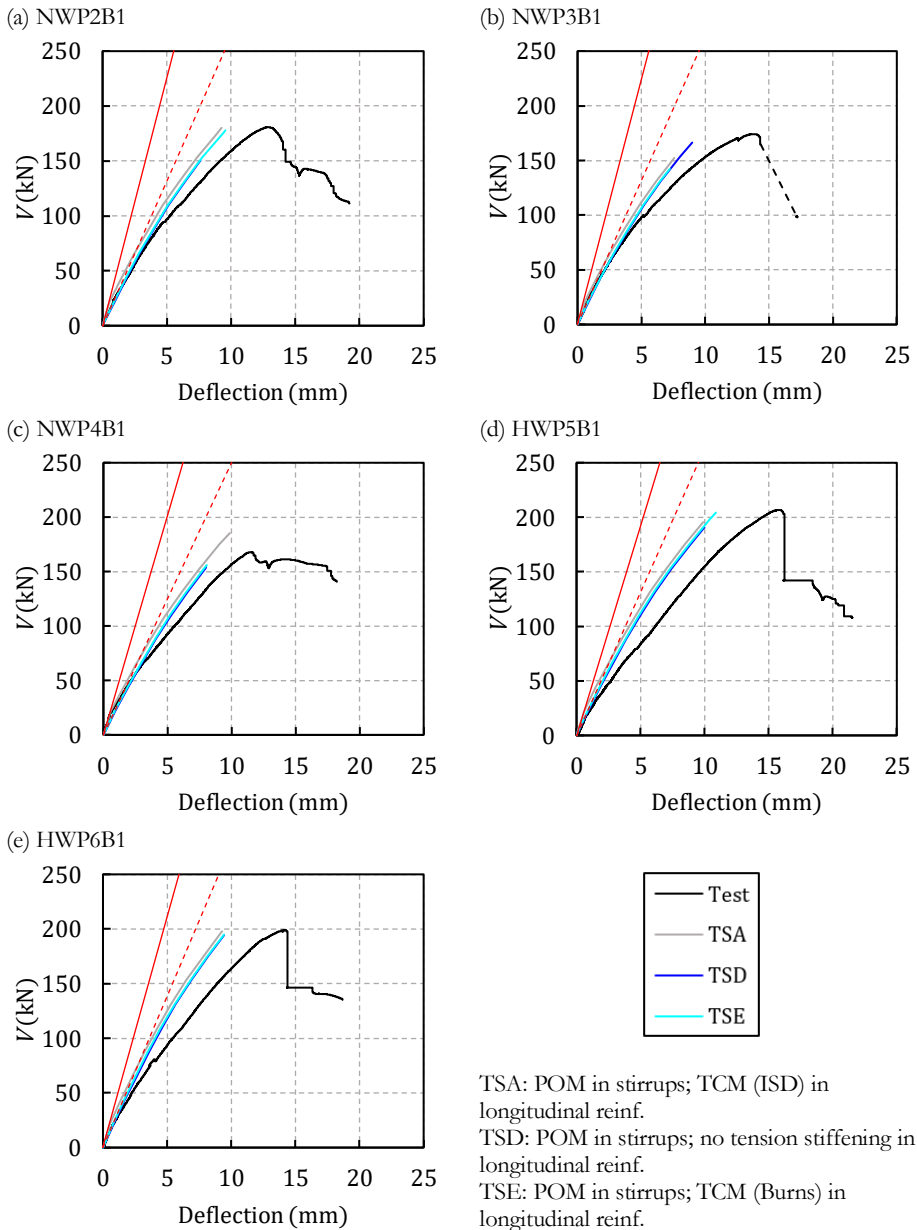 (a) NWP2B1
250
200
150
100
50
0
V(kN)
0 5 10 15 20 25
Deflection (mm)
(b) NWP3B1
250
200
150
100
50
0
V(kN)
0 5 10 15 20 25
Deflection (mm)
(c) NWP4B1
250
200
150
100
50
0
V(kN)
0 5 10 15 20 25
Deflection (mm)
(d) HWP5B1
250
200
150
100
50
0
V(kN)
0 5 10 15 20 25
Deflection (mm)
(e) HWP6B1
250
200
150
100
50
0
V(kN)
0 5 10 15 20 25
Deflection (mm)
Test
TSA
TSD
TSE
TSA: POM in stirrups; TCM (ISD) in
longitudinal reinf.
TSD: POM in stirrups; no tension stiffening in
longitudinal reinf.
TSE: POM in stirrups; TCM (Burns) in
longitudinal reinf.